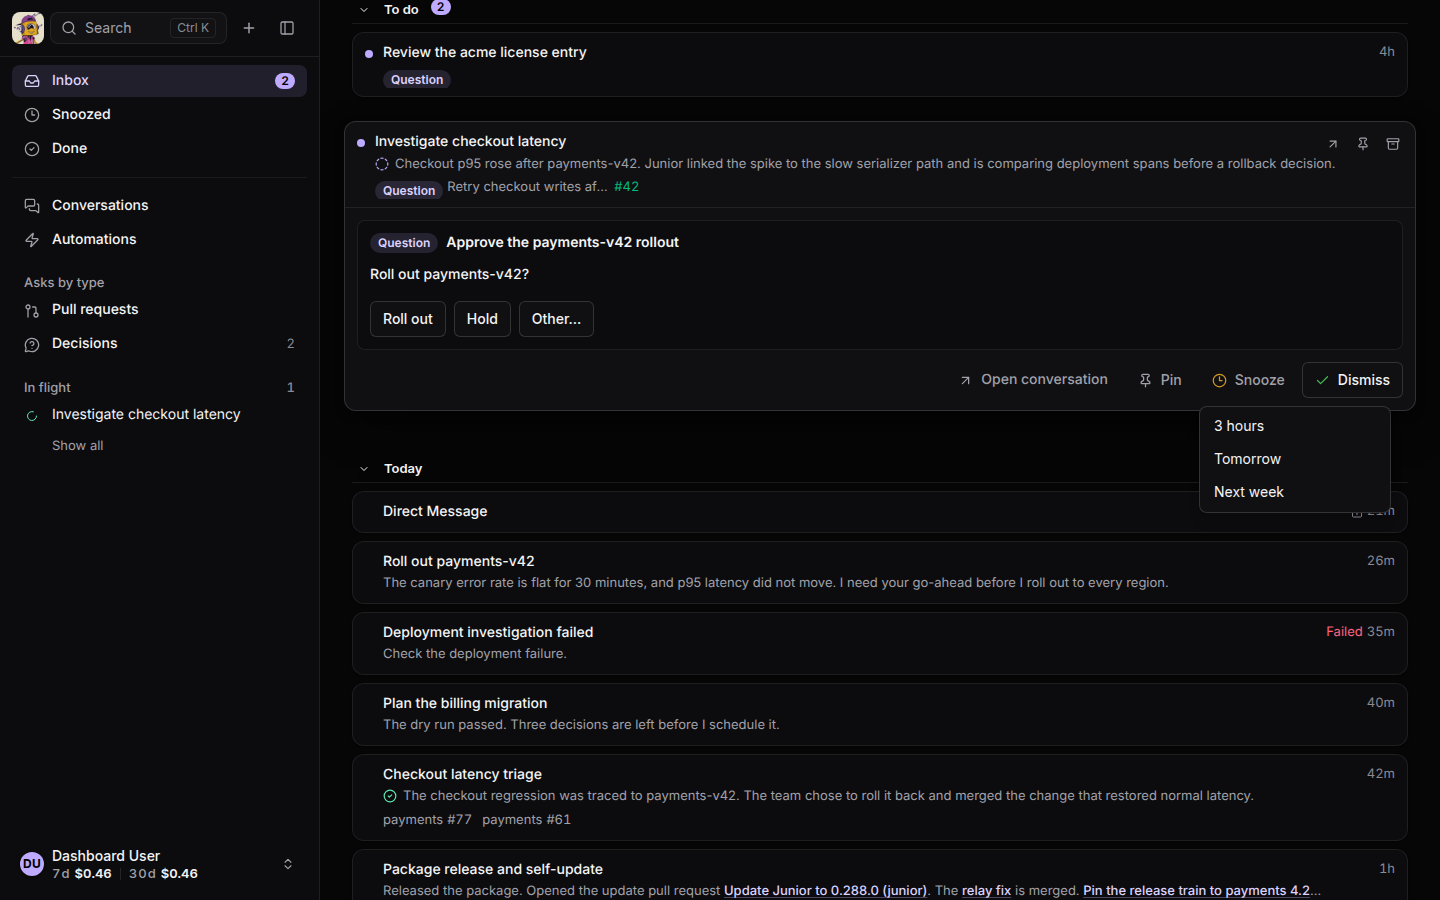 Search
Ctrl K
Inbox
2
Snoozed
Done
Conversations
Automations
Asks by type
Pull requests
Decisions
2
In flight
1
Investigate checkout latency
Show all
DU
Dashboard User
7d $0.46 30d $0.46
To do
2
Review the acme license entry
4h
Question
Investigate checkout latency
Checkout p95 rose after payments-v42. Junior linked the spike to the slow serializer path and is comparing deployment spans before a rollback decision.
Question Retry checkout writes af... #42
Question Approve the payments-v42 rollout
Roll out payments-v42?
Roll out
Hold
Other...
Open conversation
Pin
Snooze
Dismiss
3 hours
Tomorrow
Next week
Today
Direct Message
Roll out payments-v42
26m
The canary error rate is flat for 30 minutes, and p95 latency did not move. I need your go-ahead before I roll out to every region.
Deployment investigation failed
Failed 35m
Check the deployment failure.
Plan the billing migration
40m
The dry run passed. Three decisions are left before I schedule it.
Checkout latency triage
42m
The checkout regression was traced to payments-v42. The team chose to roll it back and merged the change that restored normal latency.
payments #77 payments #61
Package release and self-update
1h
Released the package. Opened the update pull request Update Junior to 0.288.0 (junior). The relay fix is merged. Pin the release train to payments 4.2...